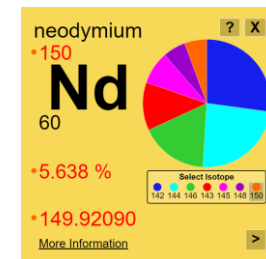 neodymium ? X
•150
Nd
60
•5.638 %
Select Isotope
142 144 146 143 145 148 150
•149.92090
More Information >